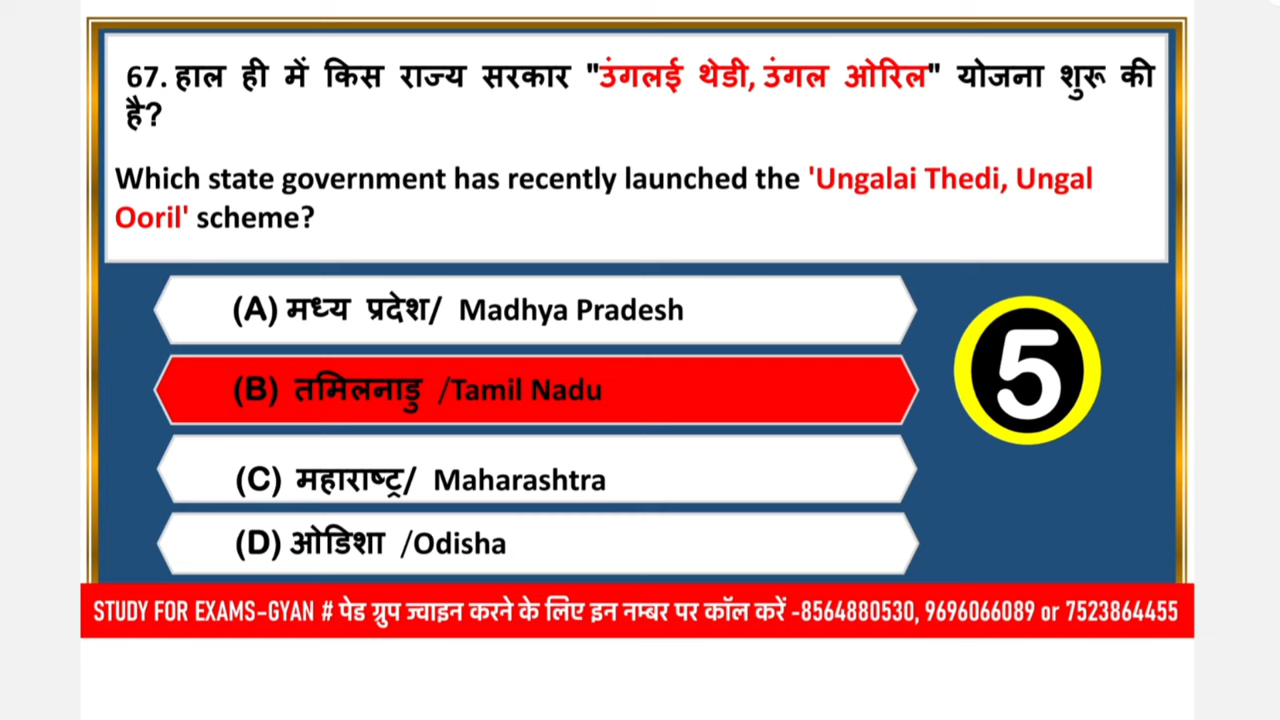 67. हाल ही में किस राज्य सरकार "उंगलई थेडी, उंगल ओरिल" योजना शुरू की
है?
Which state government has recently launched the 'Ungalai Thedi, Ungal
Ooril' scheme?
(A) मध्य प्रदेश/ Madhya Pradesh
(B) तमिलनाडु /Tamil Nadu
5
(C) महाराष्ट्र/ Maharashtra
(D) ओडिशा /Odisha
STUDY FOR EXAMS-GYAN # पेड ग्रुप ज्वाइन करने के लिए इन नम्बर पर कॉल करें -8564880530, 9696066089 or 7523864455